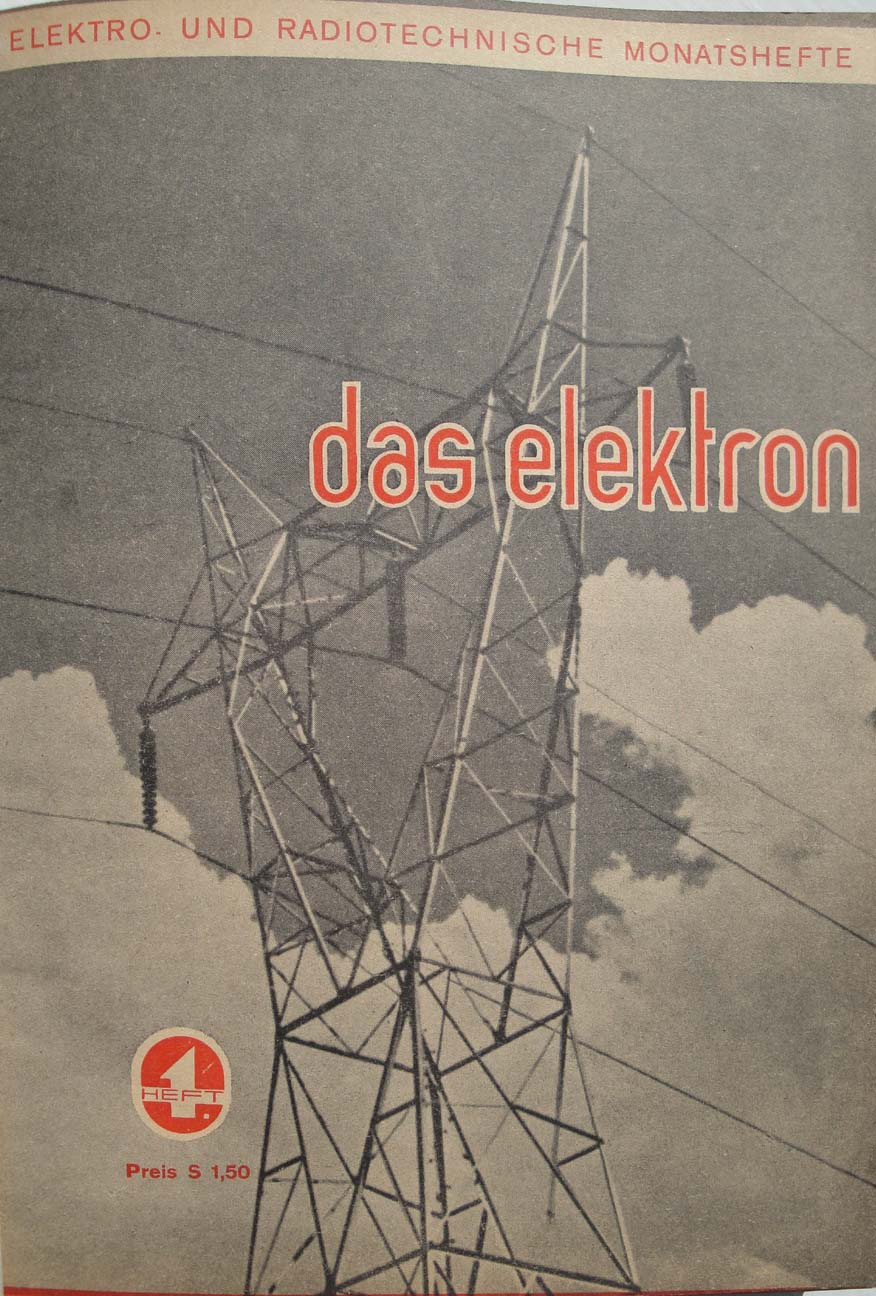 ELEKTRO- UND RADIOTECHNISCHE MONATSHEFTE
das elektron
4.
HEFT
Preis S 1,50